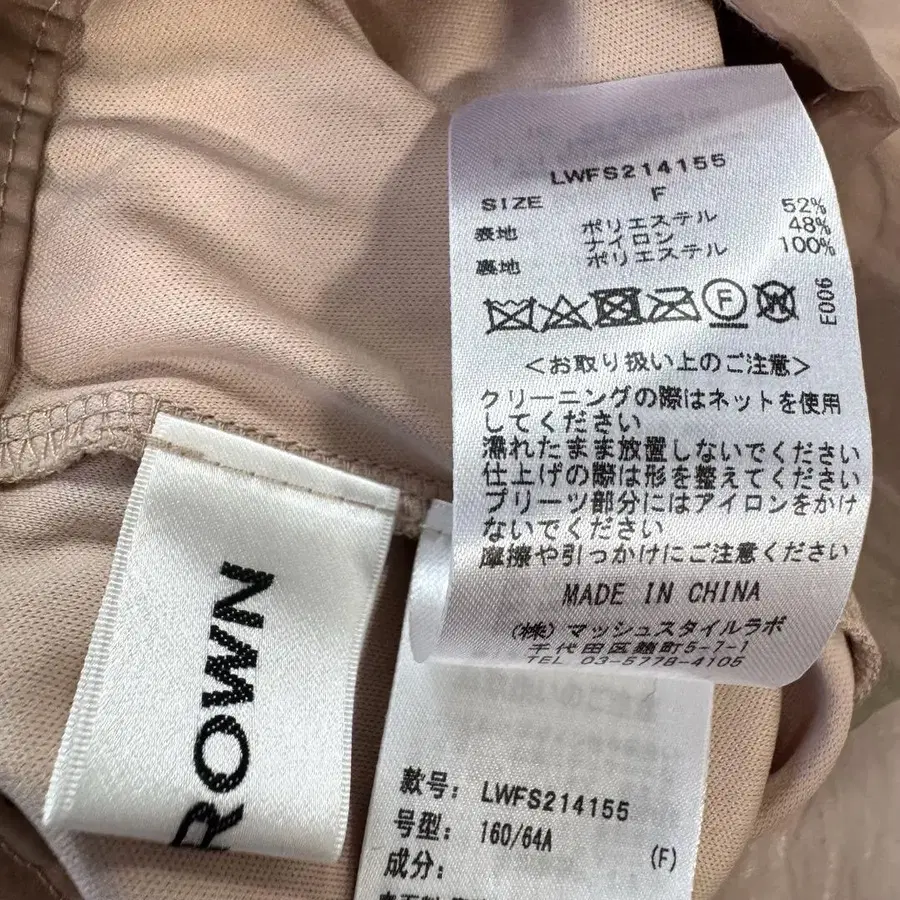 LWFS214155
SIZE F
表地 ポリエステル 52%
ナイロン 48%
裏地 ポリエステル 100%
F W
E006
<お取り扱い上のご注意>
クリーニングの際はネットを使用
してください
濡れたまま放置しないでください
仕上げの際は形を整えてください
プリーツ部分にはアイロンをかけ
ないでください
摩擦や引っかけにご注意ください
MADE IN CHINA
(株)マッシュスタイルラボ
千代田区麹町5-7-1
TEL 03-5778-4105
ROWN
款号: LWFS214155
号型: 160/64A (F)
成分: